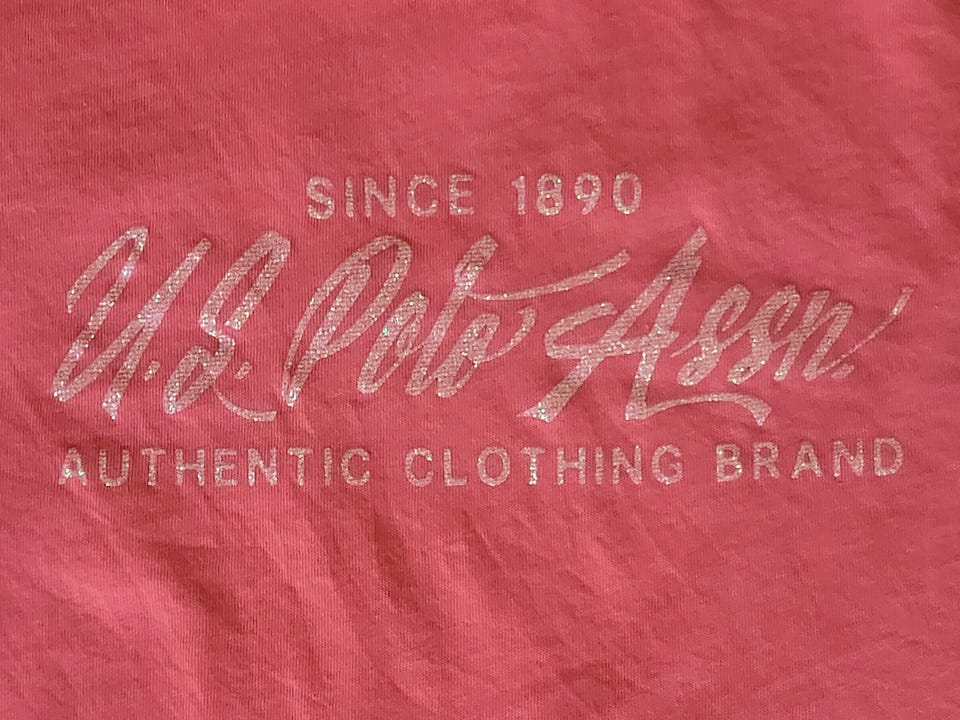 SINCE 1890
U.S. Polo Assn.
AUTHENTIC CLOTHING BRAND